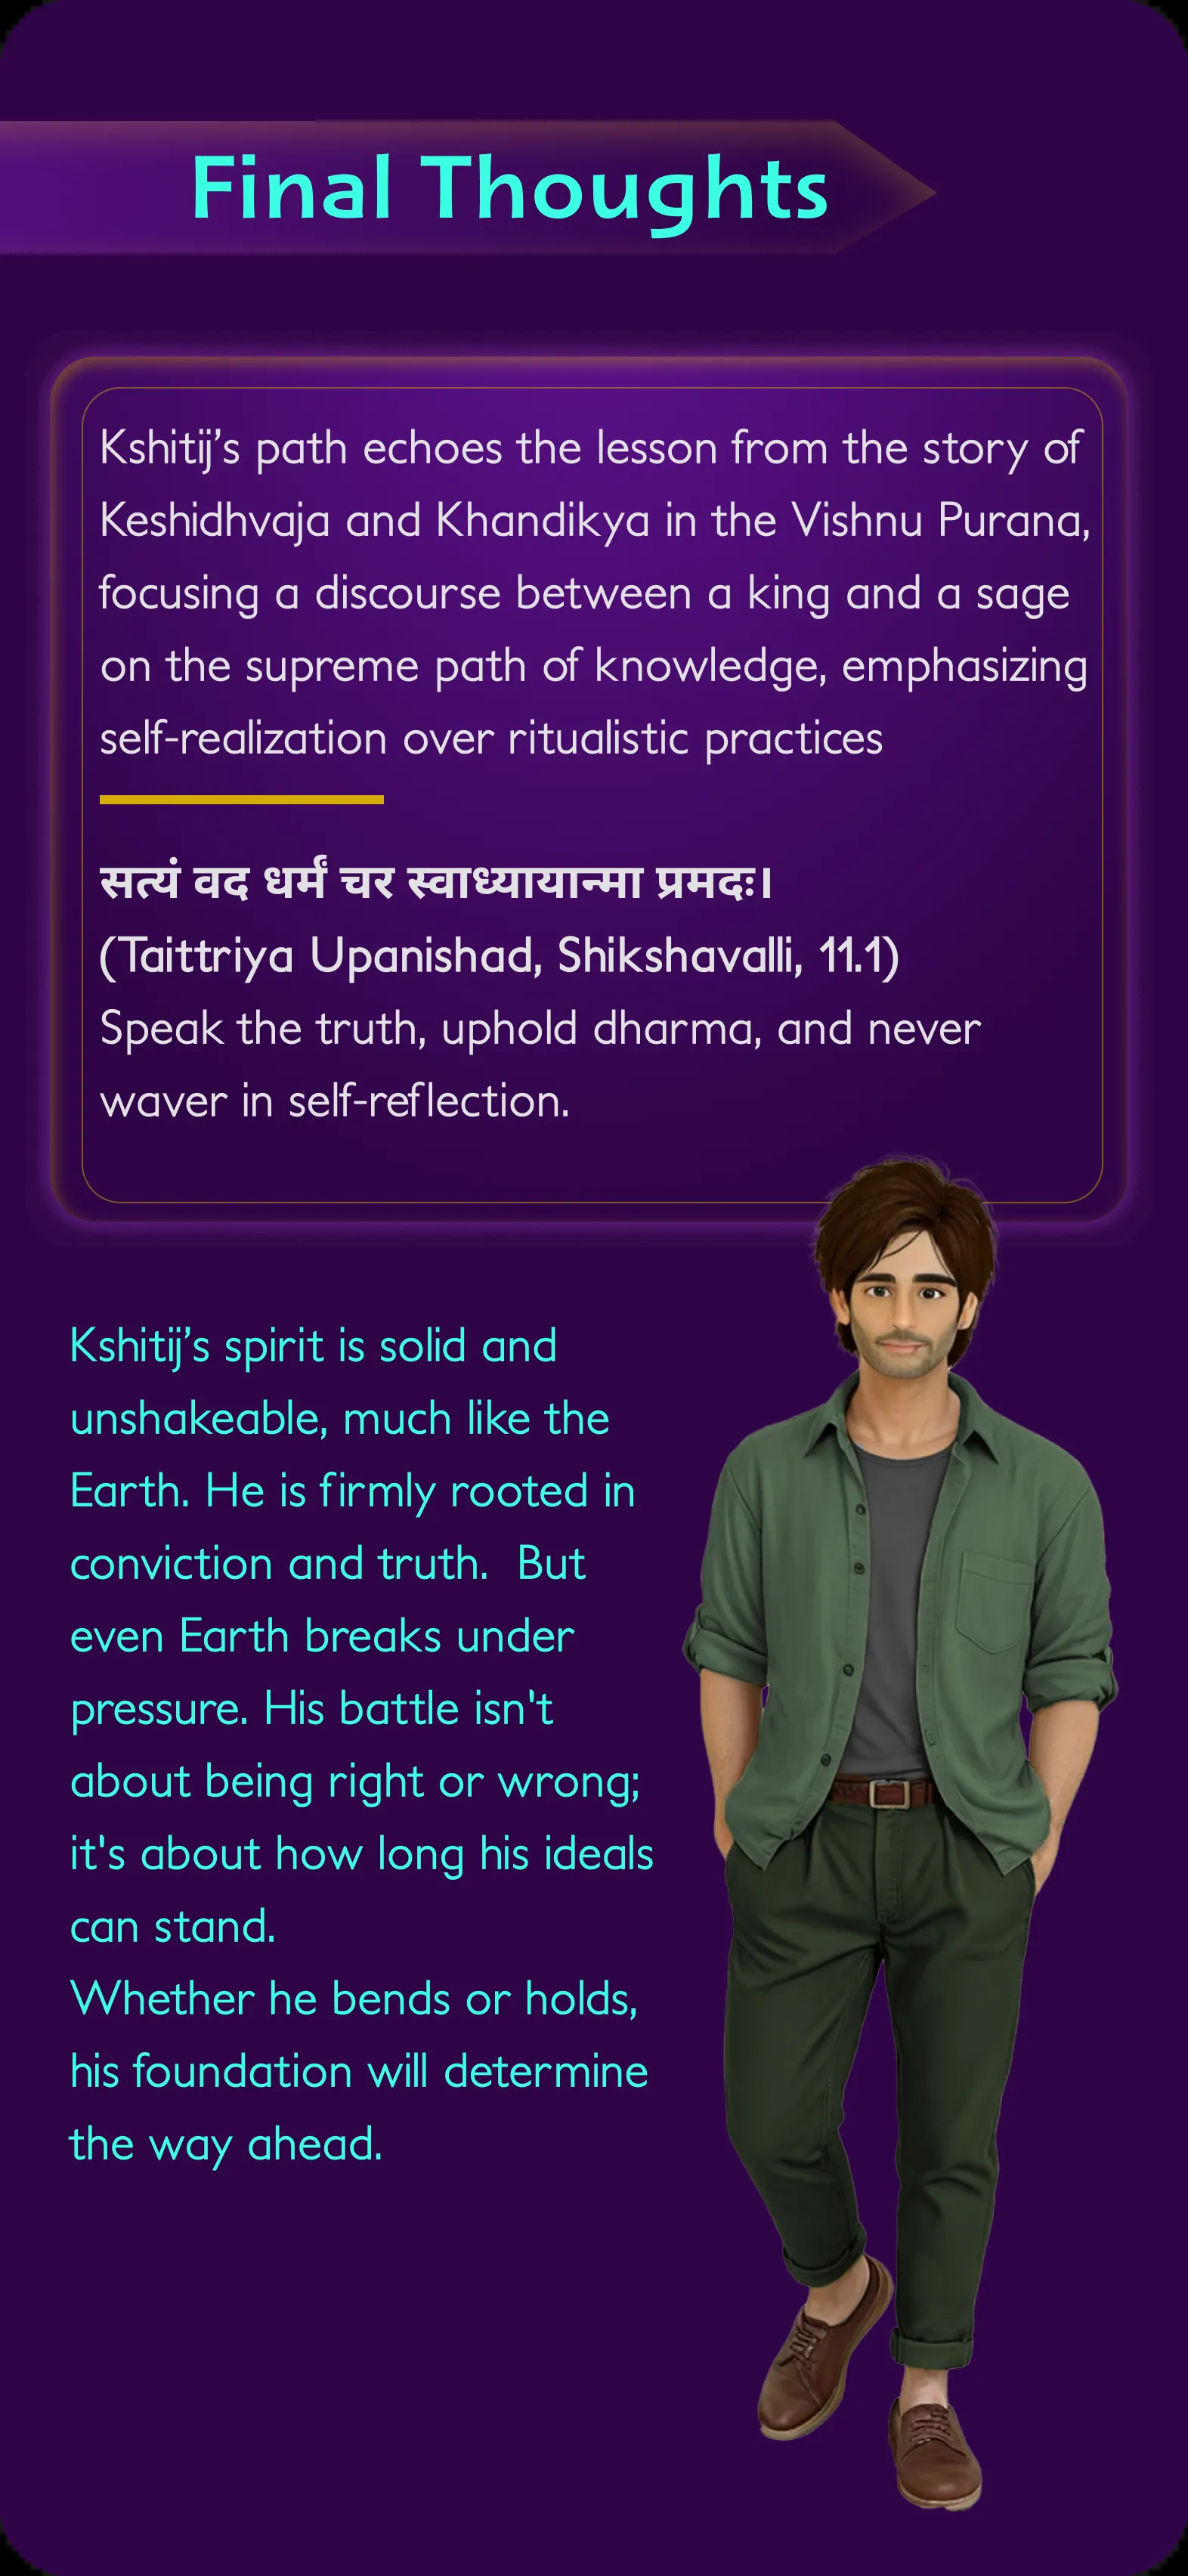 Final Thoughts
Kshitij’s path echoes the lesson from the story of
Keshidhvaja and Khandikya in the Vishnu Purana,
focusing a discourse between a king and a sage
on the supreme path of knowledge, emphasizing
self-realization over ritualistic practices
सत्यं वद धर्मं चर स्वाध्यायान्मा प्रमदः।
(Taittriya Upanishad, Shikshavalli, 11.1)
Speak the truth, uphold dharma, and never
waver in self-reflection.
Kshitij’s spirit is solid and
unshakeable, much like the
Earth. He is firmly rooted in
conviction and truth.  But
even Earth breaks under
pressure. His battle isn't
about being right or wrong;
it's about how long his ideals
can stand.
Whether he bends or holds,
his foundation will determine
the way ahead.